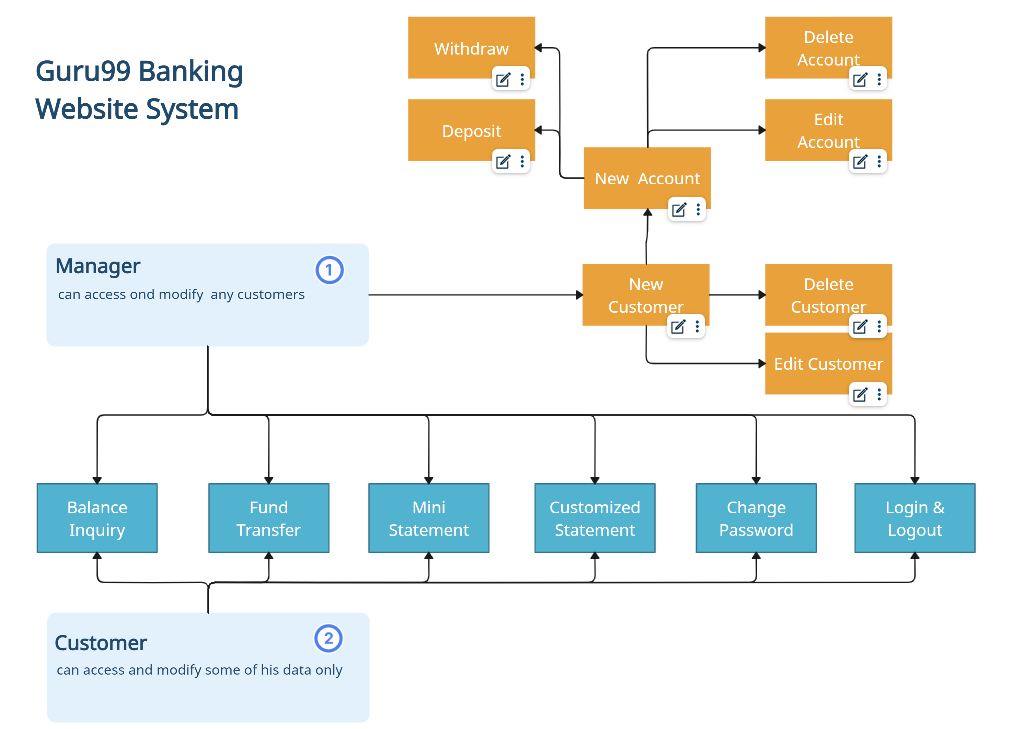 Guru99 Banking
Website System
Withdraw
Deposit
Delete
Account
Edit
Account
New  Account
Manager
1
can access ond modify  any customers
New
Customer
Delete
Customer
Edit Customer
Balance
Inquiry
Fund
Transfer
Mini
Statement
Customized
Statement
Change
Password
Login &
Logout
Customer
2
can access and modify some of his data only